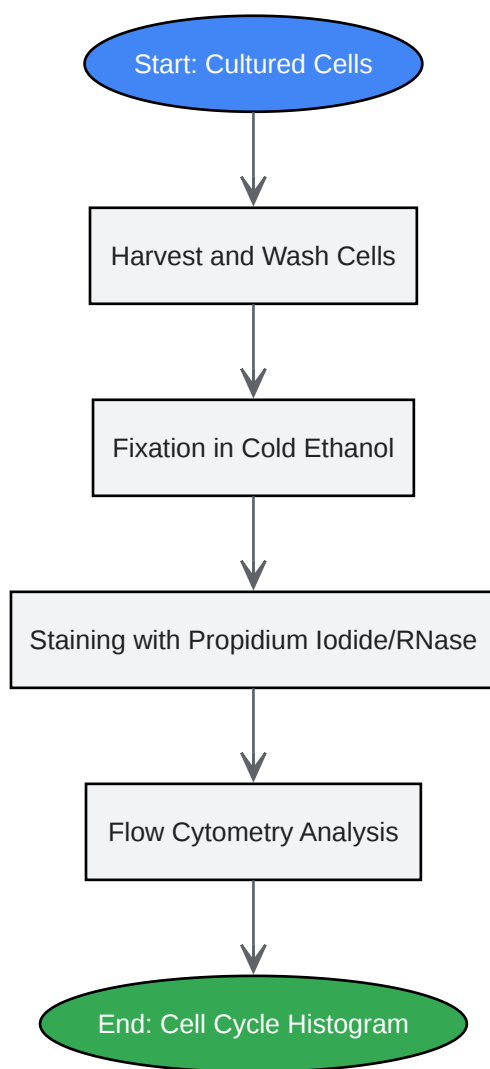 Start: Cultured Cells
Harvest and Wash Cells
Fixation in Cold Ethanol
Staining with Propidium Iodide/RNase
Flow Cytometry Analysis
End: Cell Cycle Histogram